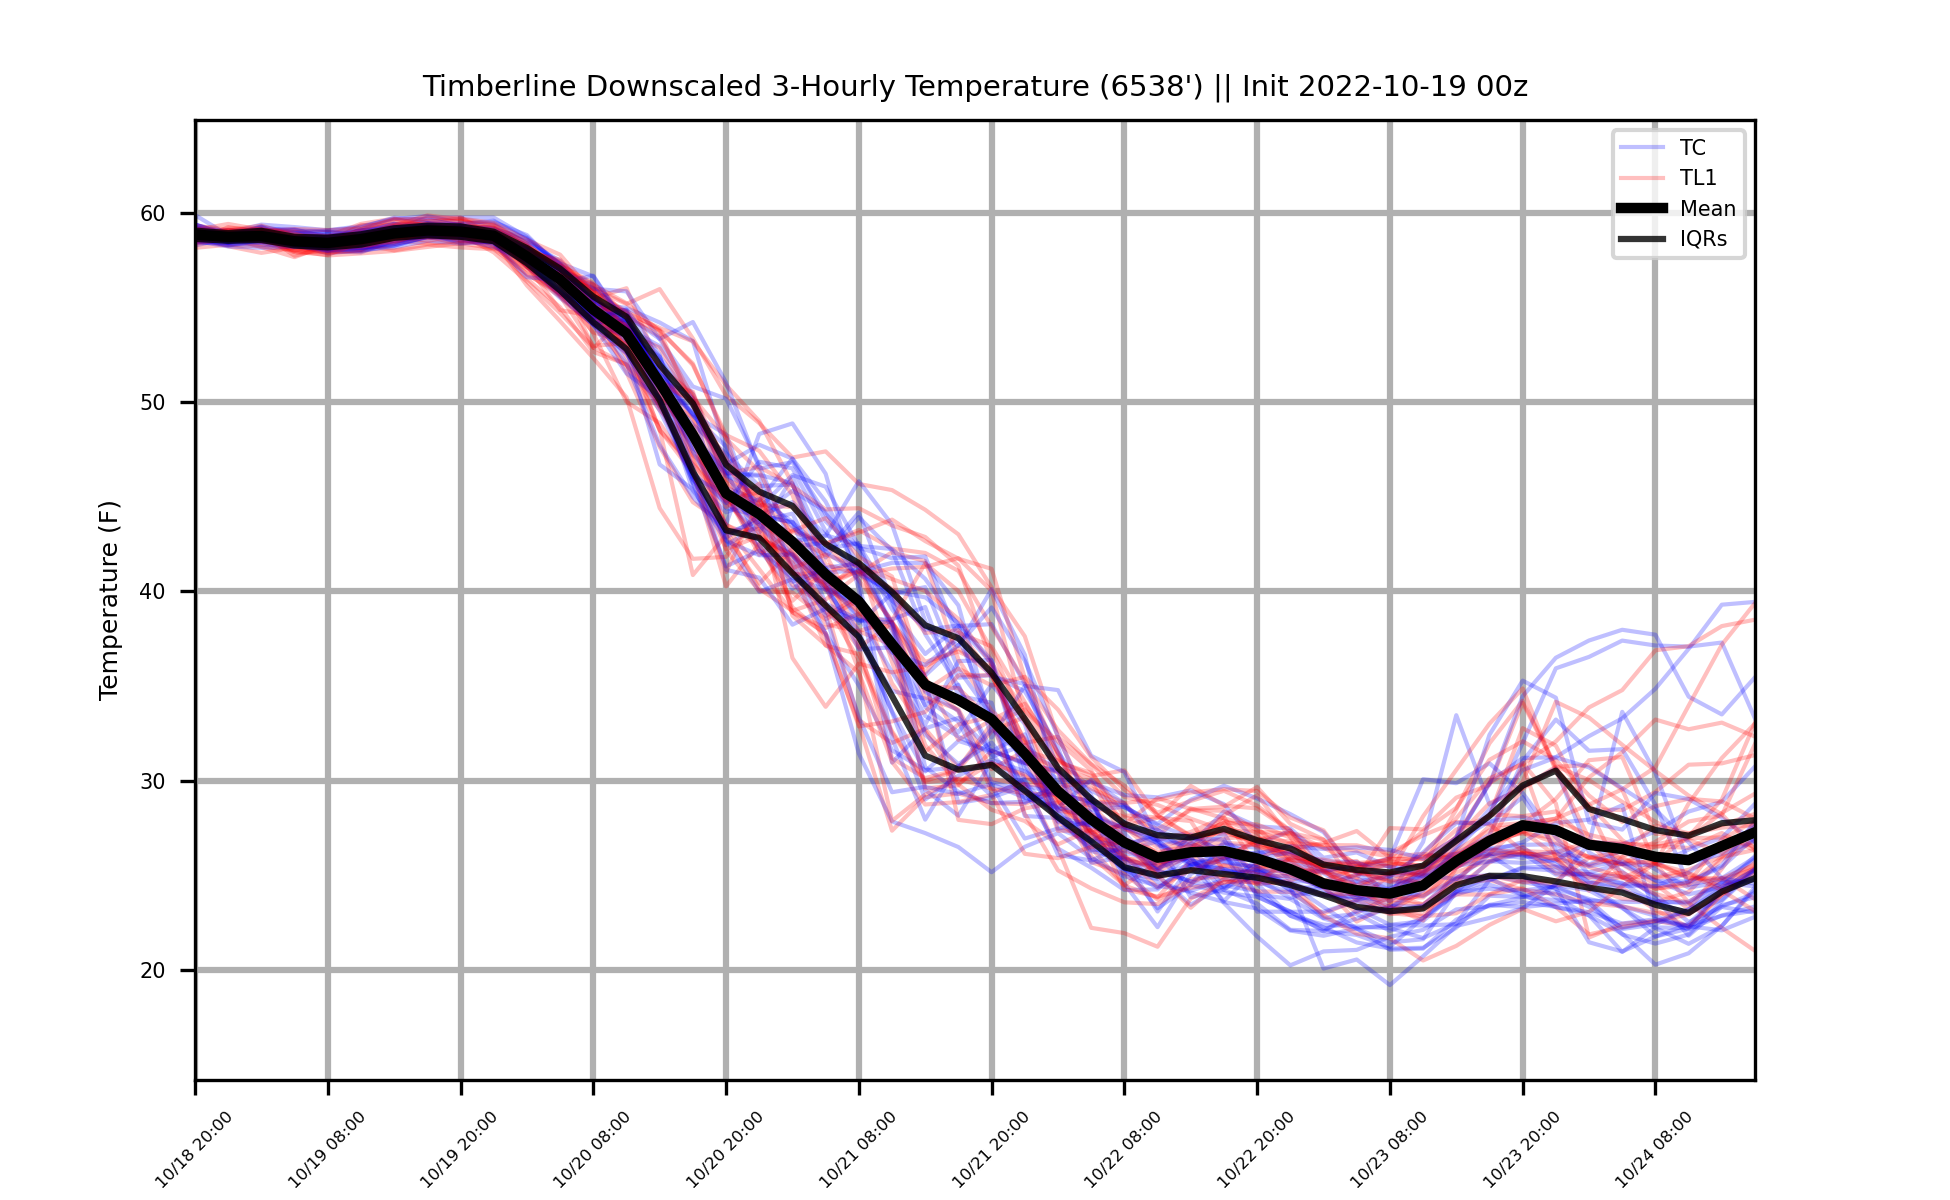 Timberline Downscaled 3-Hourly Temperature (6538') || Init 2022-10-19 00z
TC
TL1
Mean
IQRs
Temperature (F)
60
50
40
30
20
10/18 20:00
10/19 08:00
10/19 20:00
10/20 08:00
10/20 20:00
10/21 08:00
10/21 20:00
10/22 08:00
10/22 20:00
10/23 08:00
10/23 20:00
10/24 08:00